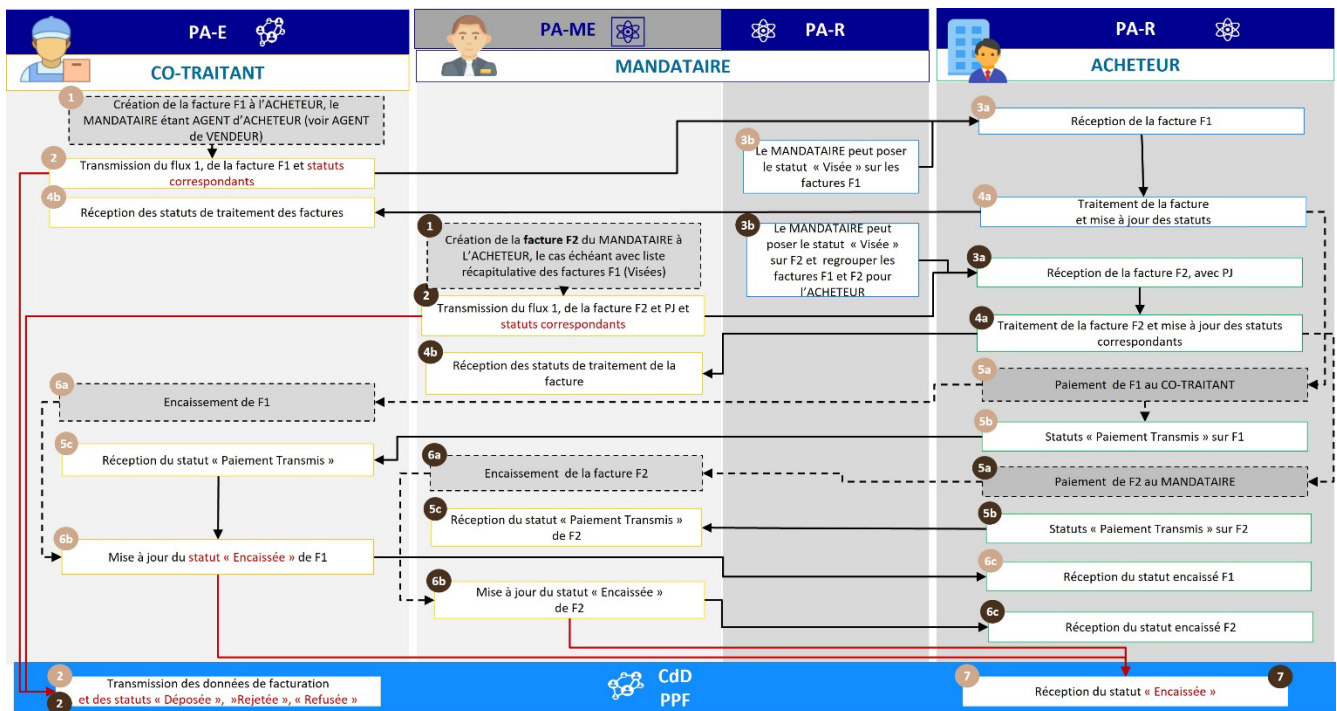 PA-E
CO-TRAITANT
PA-ME
PA-R
MANDATAIRE
PA-R
ACHETEUR
1
Création de la facture F1 à l'ACHETEUR, le
MANDATAIRE étant AGENT d'ACHETEUR (voir AGENT
de VENDEUR)
2
Transmission du flux 1, de la facture F1 et statuts
correspondants
3a
Réception de la facture F1
3b
Le MANDATAIRE peut poser
le statut « Visée » sur les
factures F1
4a
Traitement de la facture
et mise à jour des statuts
4b
Réception des statuts de traitement des factures
1
Création de la facture F2 du MANDATAIRE à
L'ACHETEUR, le cas échéant avec liste
récapitulative des factures F1 (Visées)
3b
Le MANDATAIRE peut
poser le statut « Visée »
sur F2 et regrouper les
factures F1 et F2 pour
l'ACHETEUR
3a
Réception de la facture F2, avec PJ
2
Transmission du flux 1, de la facture F2 et PJ et
statuts correspondants
4a
Traitement de la facture F2 et mise à jour des statuts
correspondants
4b
Réception des statuts de traitement de la
facture
5a
Paiement de F1 au CO-TRAITANT
6a
Encaissement de F1
5b
Statuts « Paiement Transmis » sur F1
5c
Réception du statut « Paiement Transmis »
6a
Encaissement de la facture F2
5a
Paiement de F2 au MANDATAIRE
5c
Réception du statut « Paiement Transmis »
de F2
5b
Statuts « Paiement Transmis » sur F2
6b
Mise à jour du statut « Encaissée » de F1
6c
Réception du statut encaissé F1
6b
Mise à jour du statut « Encaissée »
de F2
6c
Réception du statut encaissé F2
2
2
Transmission des données de facturation
et des statuts « Déposée », »Rejetée », « Refusée »
CdD
PPF
7
Réception du statut « Encaissée »
7